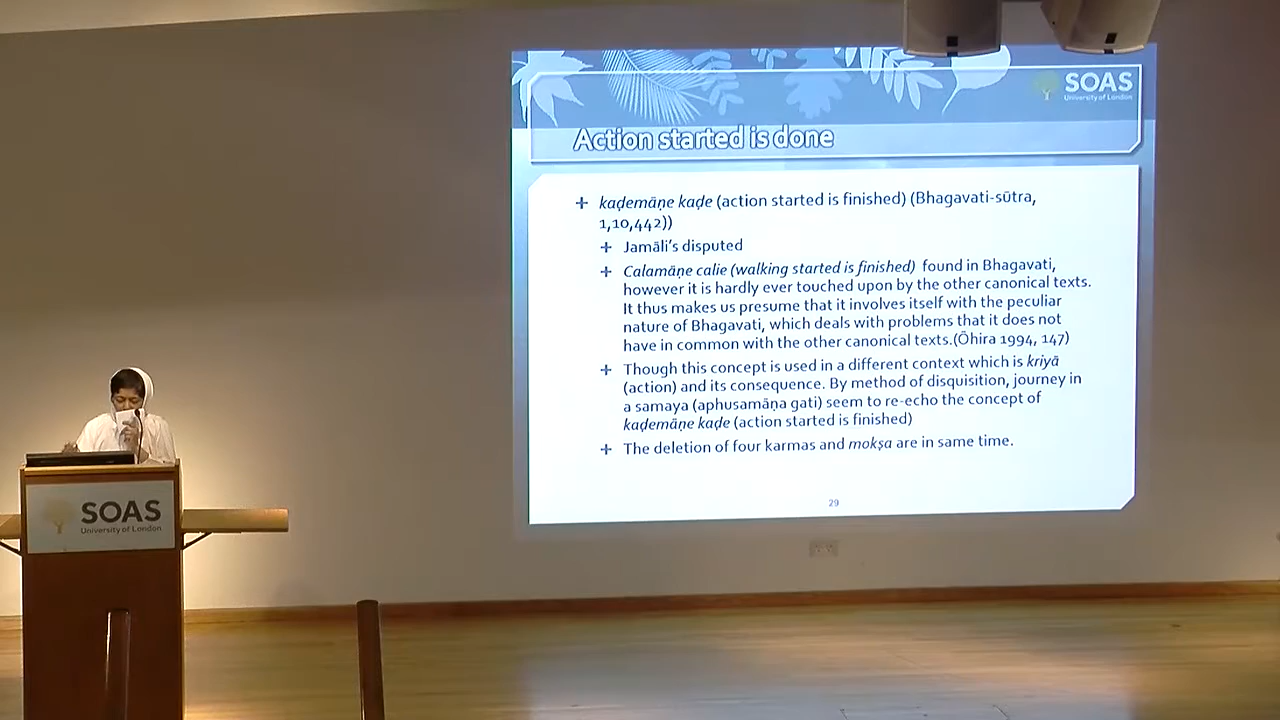 SOAS
University of London
Action started is done
kaḍemāṇe kaḍe (action started is finished) (Bhagavati-sūtra,
1,10,442))
Jamāli's disputed
Calamāṇe calie (walking started is finished) found in Bhagavati,
however it is hardly ever touched upon by the other canonical texts.
It thus makes us presume that it involves itself with the peculiar
nature of Bhagavati, which deals with problems that it does not
have in common with the other canonical texts.(Ōhira 1994, 147)
Though this concept is used in a different context which is kriyā
(action) and its consequence. By method of disquisition, journey in
a samaya (aphusamāṇa gati) seem to re-echo the concept of
kaḍemāṇe kaḍe (action started is finished)
The deletion of four karmas and mokṣa are in same time.
29
SOAS
University of London